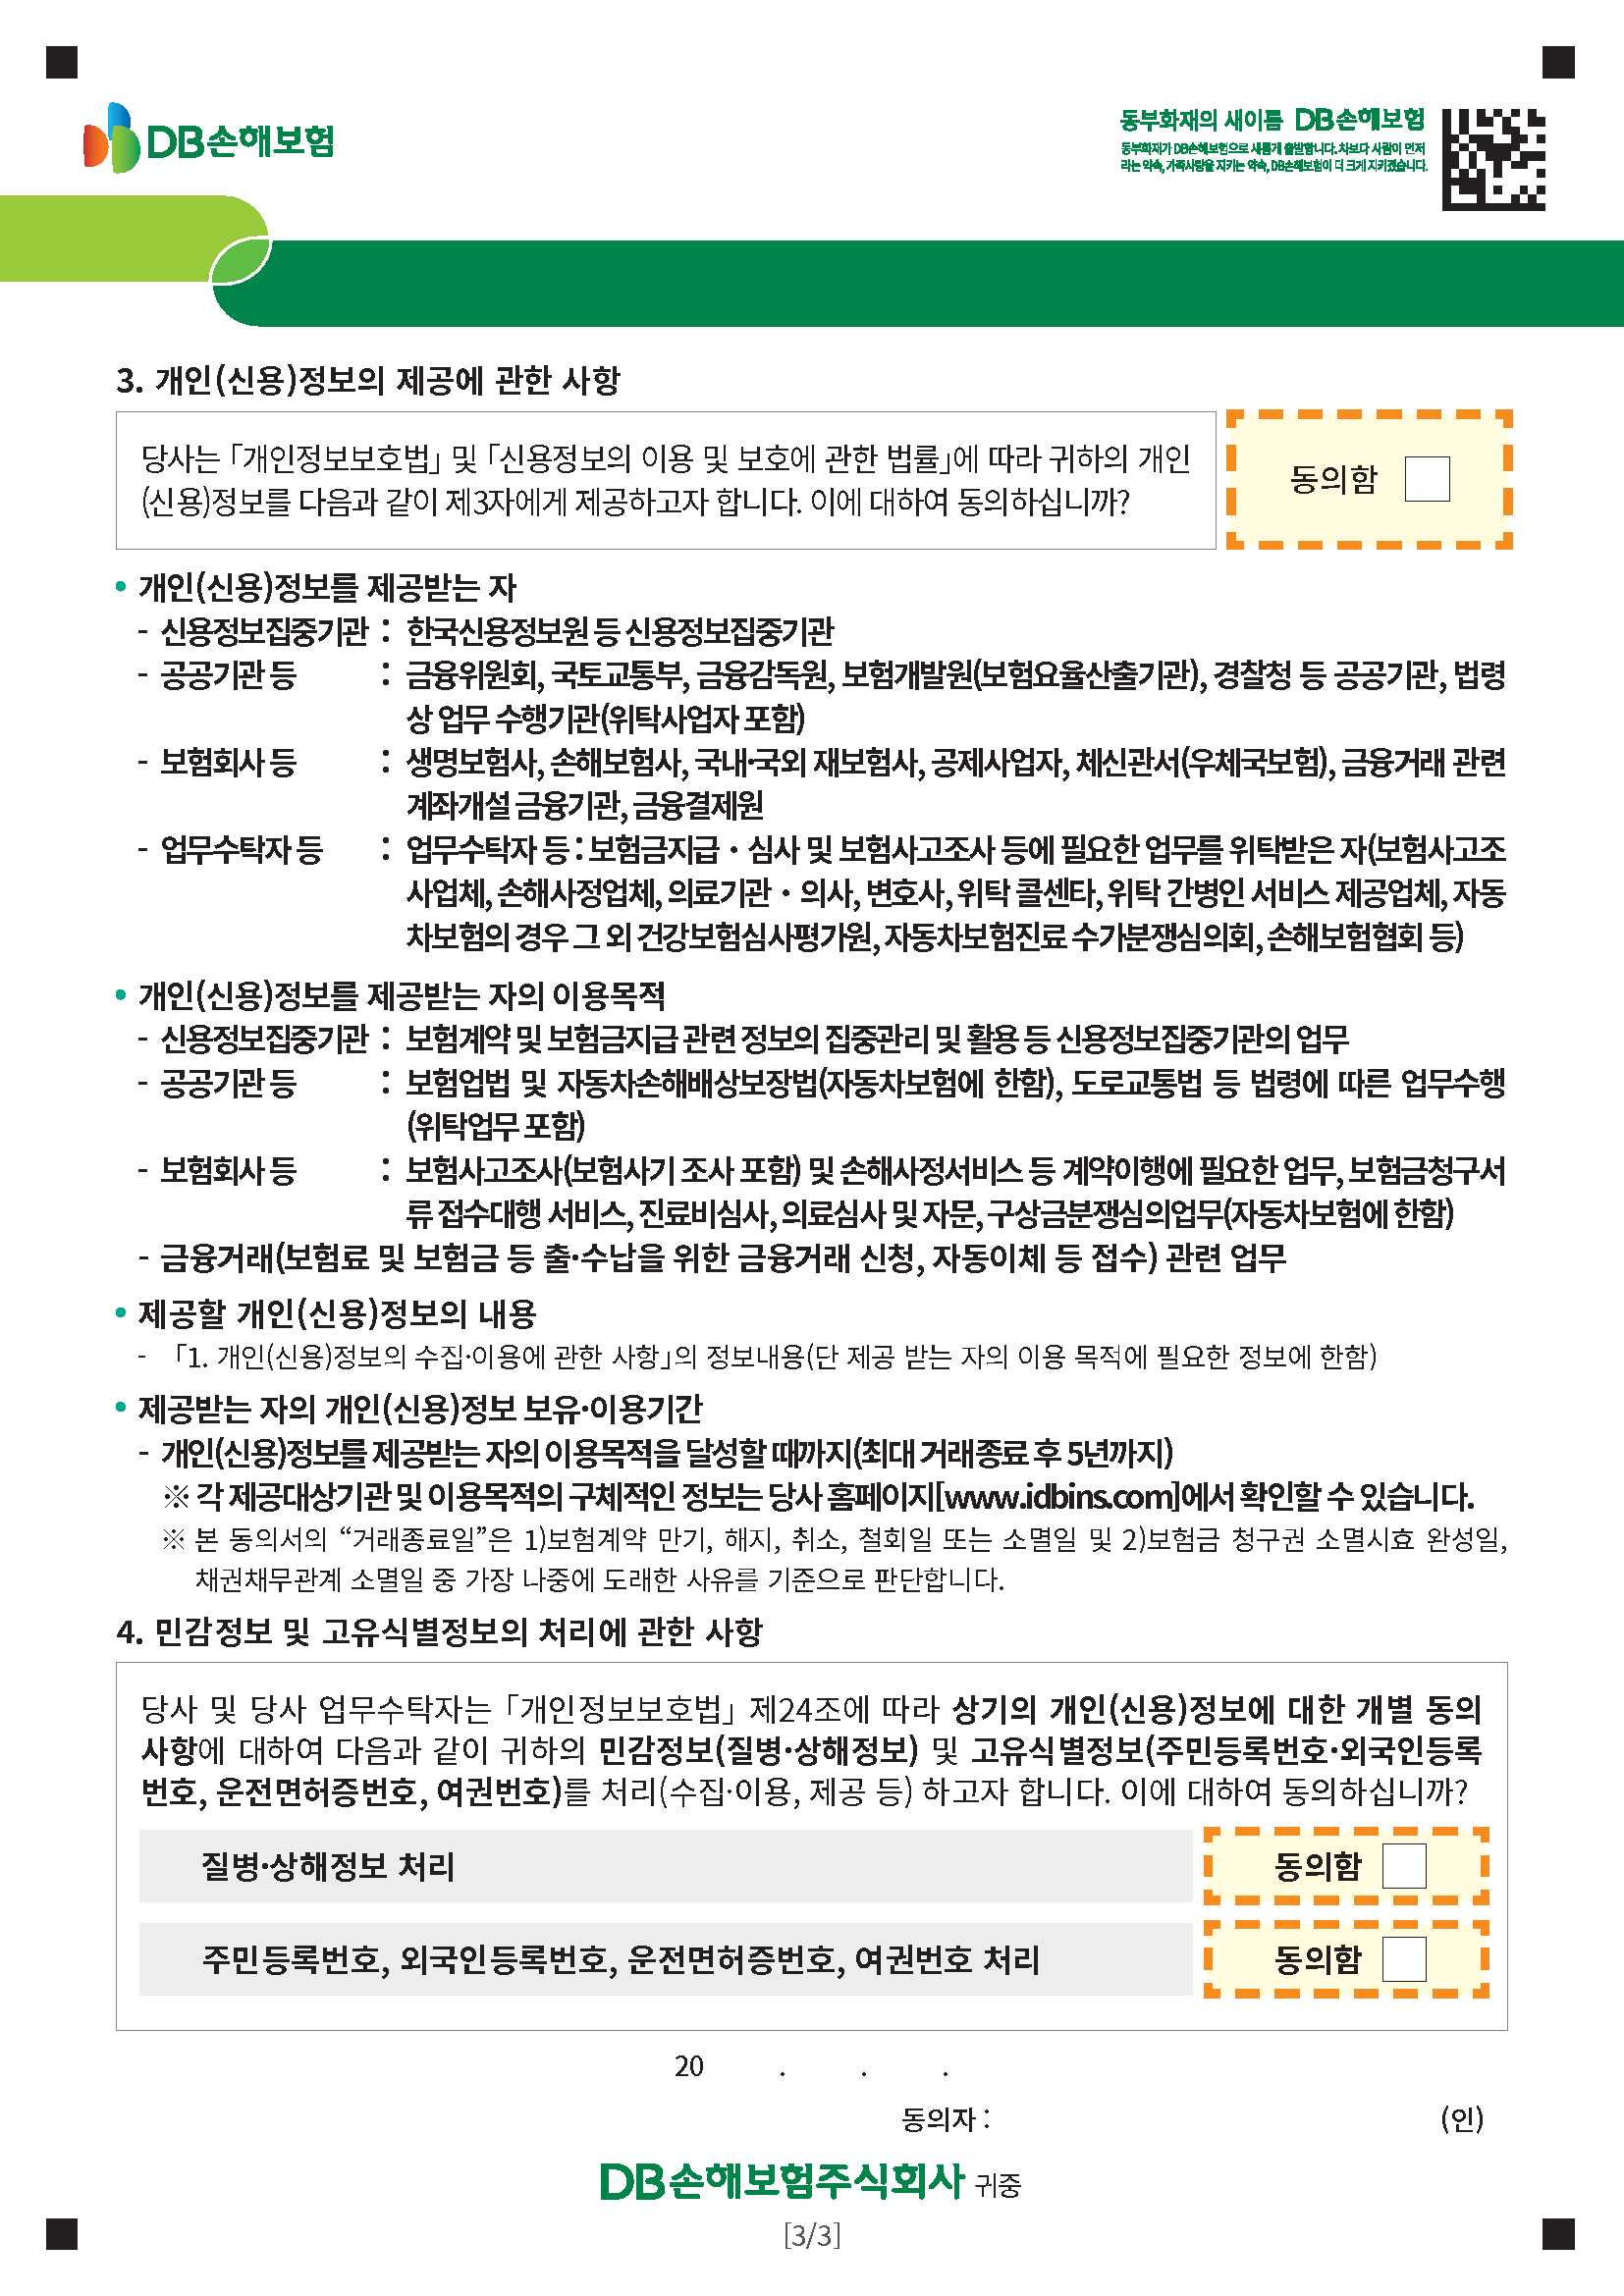 DB손해보험
동부화재의 새이름 DB손해보험
동부화재가 DB손해보험으로 새롭게 출발합니다. 차보다 사람이 먼저
라는 약속, 가족사랑을 지키는 약속, DB손해보험이 더 크게 지키겠습니다.
3. 개인(신용)정보의 제공에 관한 사항
당사는 「개인정보보호법」 및 「신용정보의 이용 및 보호에 관한 법률」에 따라 귀하의 개인
(신용)정보를 다음과 같이 제3자에게 제공하고자 합니다. 이에 대하여 동의하십니까?
동의함
• 개인(신용)정보를 제공받는 자
- 신용정보집중기관 : 한국신용정보원 등 신용정보집중기관
- 공공기관 등 : 금융위원회, 국토교통부, 금융감독원, 보험개발원(보험요율산출기관), 경찰청 등 공공기관, 법령
상 업무 수행기관(위탁사업자 포함)
- 보험회사 등 : 생명보험사, 손해보험사, 국내·국외 재보험사, 공제사업자, 체신관서(우체국보험), 금융거래 관련
계좌개설 금융기관, 금융결제원
- 업무수탁자 등 : 업무수탁자 등 : 보험금지급・심사 및 보험사고조사 등에 필요한 업무를 위탁받은 자(보험사고조
사업체, 손해사정업체, 의료기관・의사, 변호사, 위탁 콜센타, 위탁 간병인 서비스 제공업체, 자동
차보험의 경우 그 외 건강보험심사평가원, 자동차보험진료 수가분쟁심의회, 손해보험협회 등)
• 개인(신용)정보를 제공받는 자의 이용목적
- 신용정보집중기관 : 보험계약 및 보험금지급 관련 정보의 집중관리 및 활용 등 신용정보집중기관의 업무
- 공공기관 등 : 보험업법 및 자동차손해배상보장법(자동차보험에 한함), 도로교통법 등 법령에 따른 업무수행
(위탁업무 포함)
- 보험회사 등 : 보험사고조사(보험사기 조사 포함) 및 손해사정서비스 등 계약이행에 필요한 업무, 보험금청구서
류 접수대행 서비스, 진료비심사, 의료심사 및 자문, 구상금분쟁심의업무(자동차보험에 한함)
- 금융거래(보험료 및 보험금 등 출·수납을 위한 금융거래 신청, 자동이체 등 접수) 관련 업무
• 제공할 개인(신용)정보의 내용
- 「1. 개인(신용)정보의 수집·이용에 관한 사항」의 정보내용(단 제공 받는 자의 이용 목적에 필요한 정보에 한함)
• 제공받는 자의 개인(신용)정보 보유·이용기간
- 개인(신용)정보를 제공받는 자의 이용목적을 달성할 때까지(최대 거래종료 후 5년까지)
※ 각 제공대상기관 및 이용목적의 구체적인 정보는 당사 홈페이지[www.idbins.com]에서 확인할 수 있습니다.
※ 본 동의서의 “거래종료일”은 1)보험계약 만기, 해지, 취소, 철회일 또는 소멸일 및 2)보험금 청구권 소멸시효 완성일,
채권채무관계 소멸일 중 가장 나중에 도래한 사유를 기준으로 판단합니다.
4. 민감정보 및 고유식별정보의 처리에 관한 사항
당사 및 당사 업무수탁자는 「개인정보보호법」 제24조에 따라 상기의 개인(신용)정보에 대한 개별 동의
사항에 대하여 다음과 같이 귀하의 민감정보(질병·상해정보) 및 고유식별정보(주민등록번호·외국인등록
번호, 운전면허증번호, 여권번호)를 처리(수집·이용, 제공 등) 하고자 합니다. 이에 대하여 동의하십니까?
질병·상해정보 처리 동의함
주민등록번호, 외국인등록번호, 운전면허증번호, 여권번호 처리 동의함
20 . . .
동의자 : (인)
DB손해보험주식회사 귀중
[3/3]